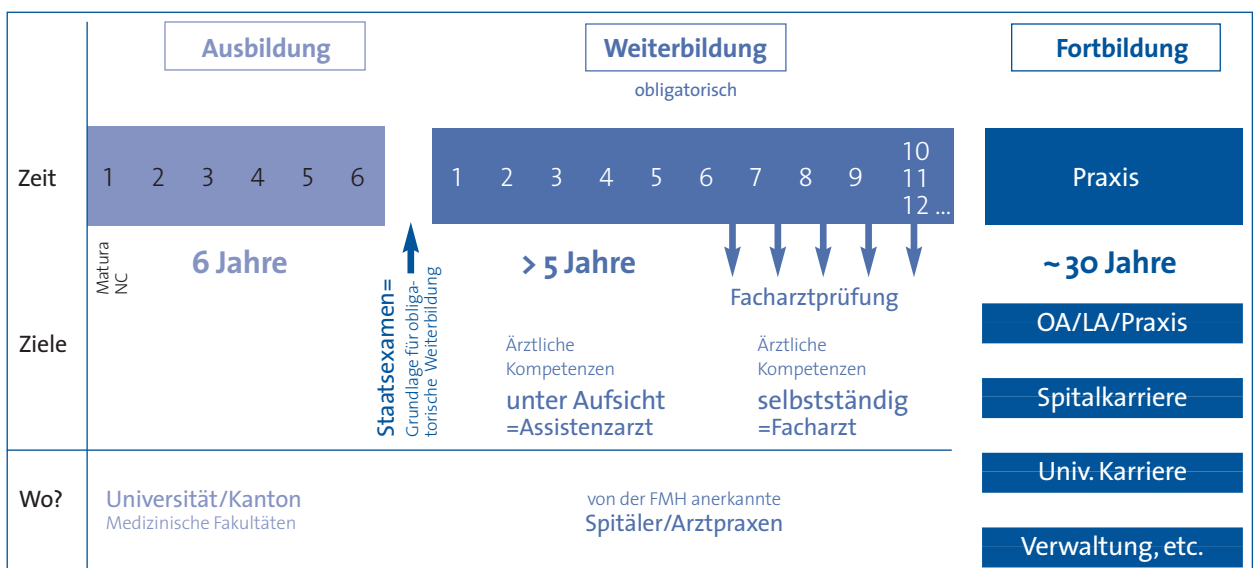 Ausbildung
Weiterbildung
obligatorisch
Fortbildung
Zeit
1 2 3 4 5 6
1 2 3 4 5 6 7 8 9
10
11
12 ...
Praxis
Matura
NC
6 Jahre
> 5 Jahre
~ 30 Jahre
Staatsexamen=
Grundlage für obliga-
torische Weiterbildung
Facharztprüfung
Ziele
Ärztliche
Kompetenzen
unter Aufsicht
=Assistenzarzt
Ärztliche
Kompetenzen
selbstständig
=Facharzt
OA/LA/Praxis
Spitalkarriere
Univ. Karriere
Verwaltung, etc.
Wo?
Universität/Kanton
Medizinische Fakultäten
von der FMH anerkannte
Spitäler/Arztpraxen